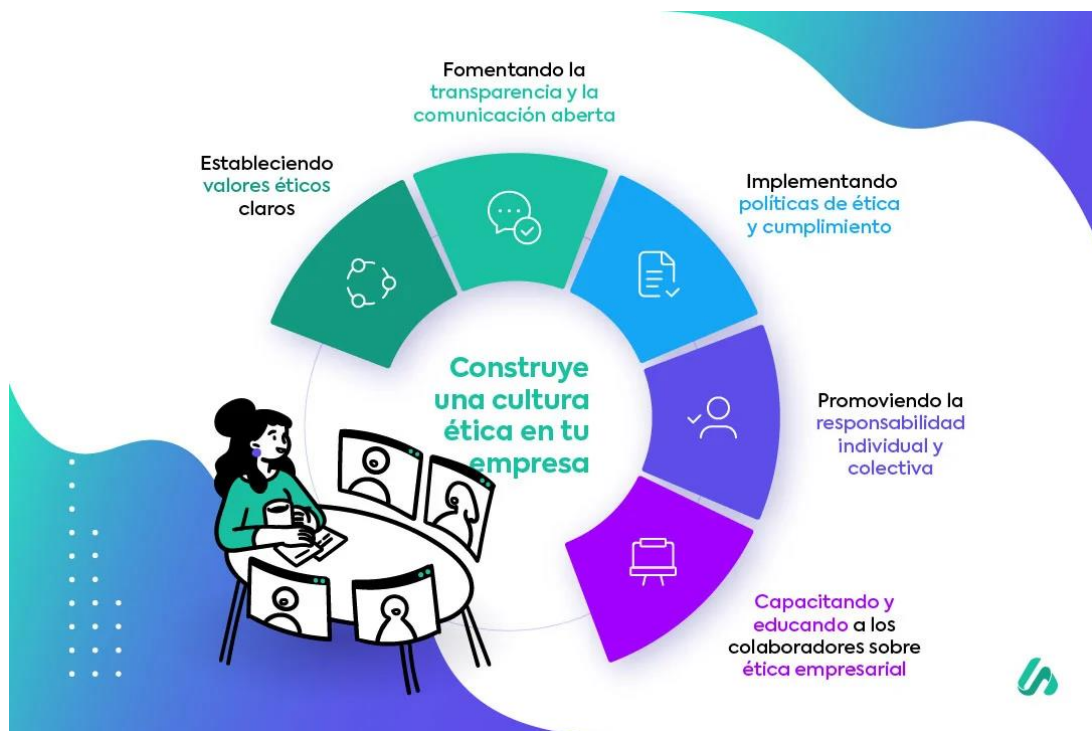 Fomentando la
transparencia y la
comunicación abierta
Estableciendo
valores éticos
claros
Implementando
políticas de ética
y cumplimiento
Construye
una cultura
ética en tu
empresa
Promoviendo la
responsabilidad
individual y
colectiva
Capacitando y
educando a los
colaboradores sobre
ética empresarial